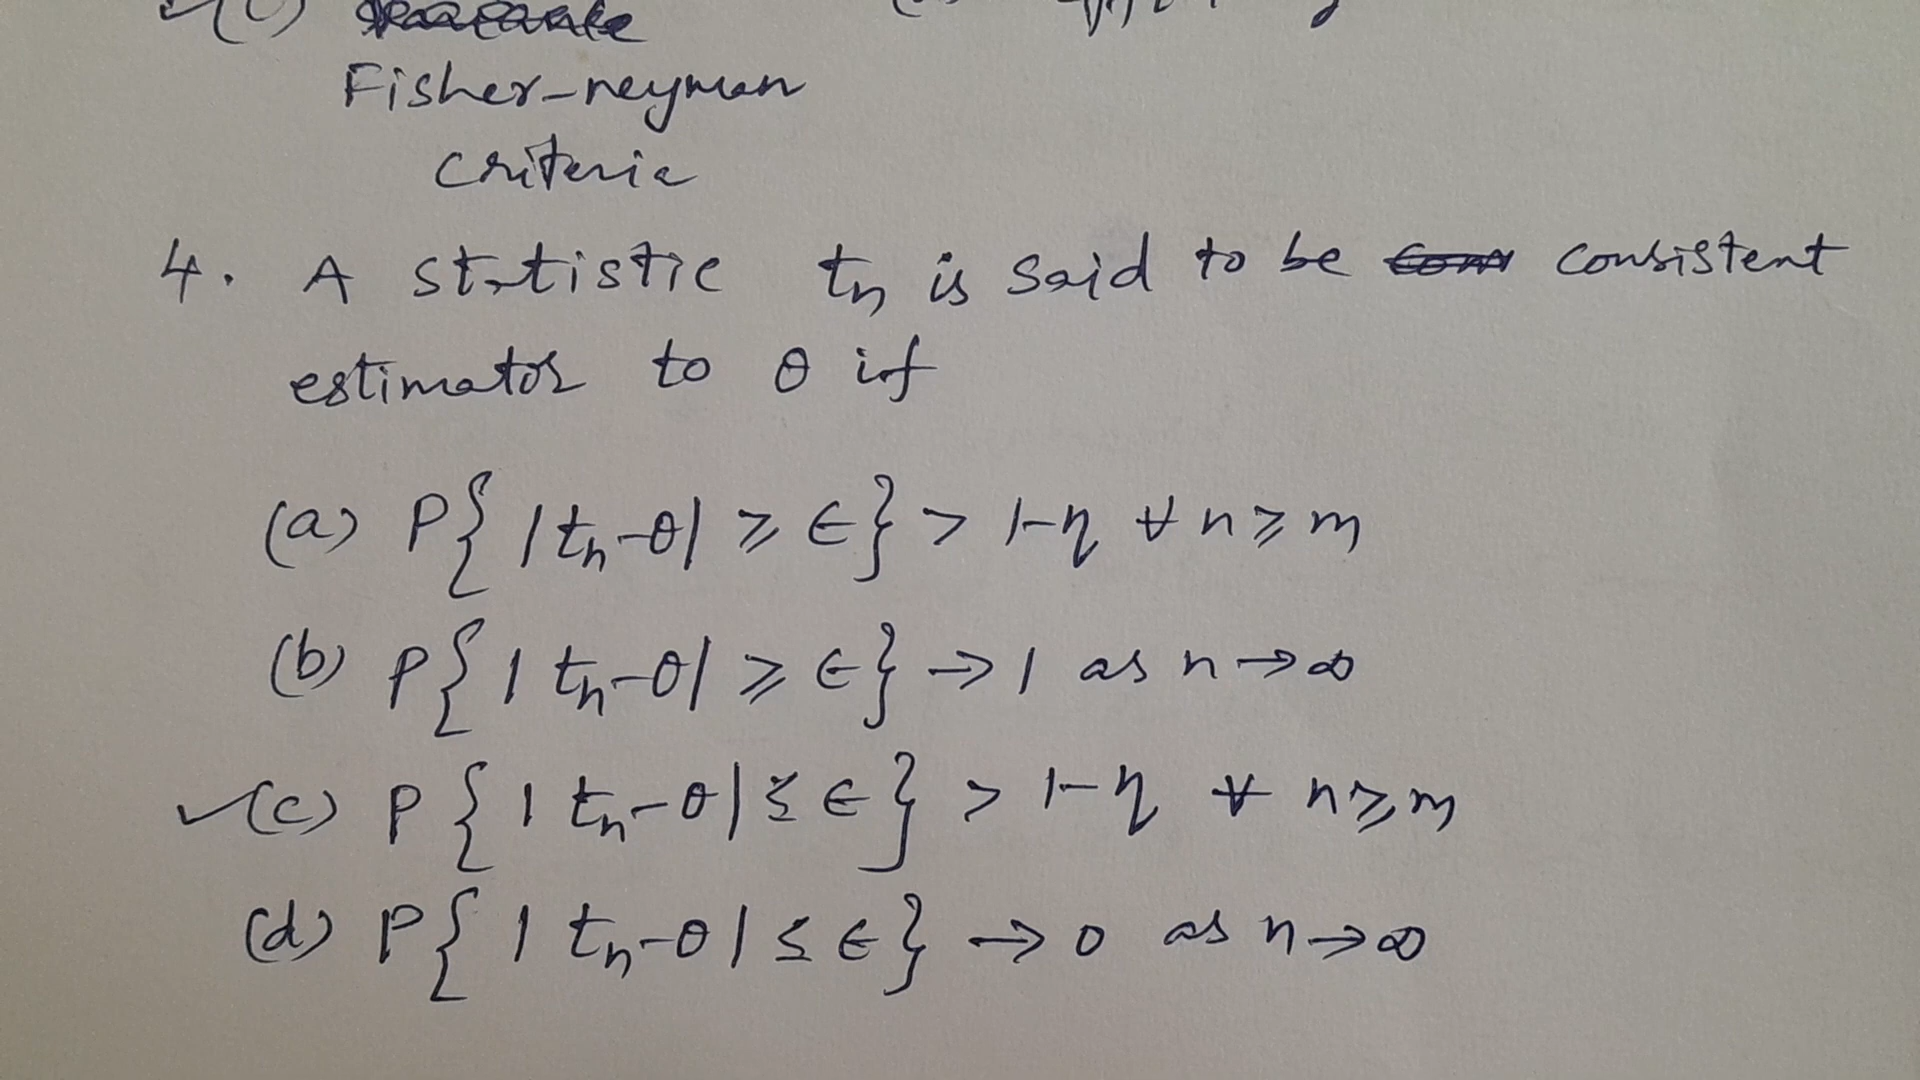 (c)
Fisher-neyman
criteria
4. A statistic tₙ is said to be consistent
estimator to θ if
(a) P{ |tₙ-θ| ⩾ ∈} > 1-η ∀ n ⩾ m
(b) P{ |tₙ-θ| ⩾ ∈} → 1 as n → ∞
✓(c) P{ |tₙ-θ| ≤ ∈} > 1-η ∀ n ⩾ m
(d) P{ |tₙ-θ| ≤ ∈} → 0 as n → ∞